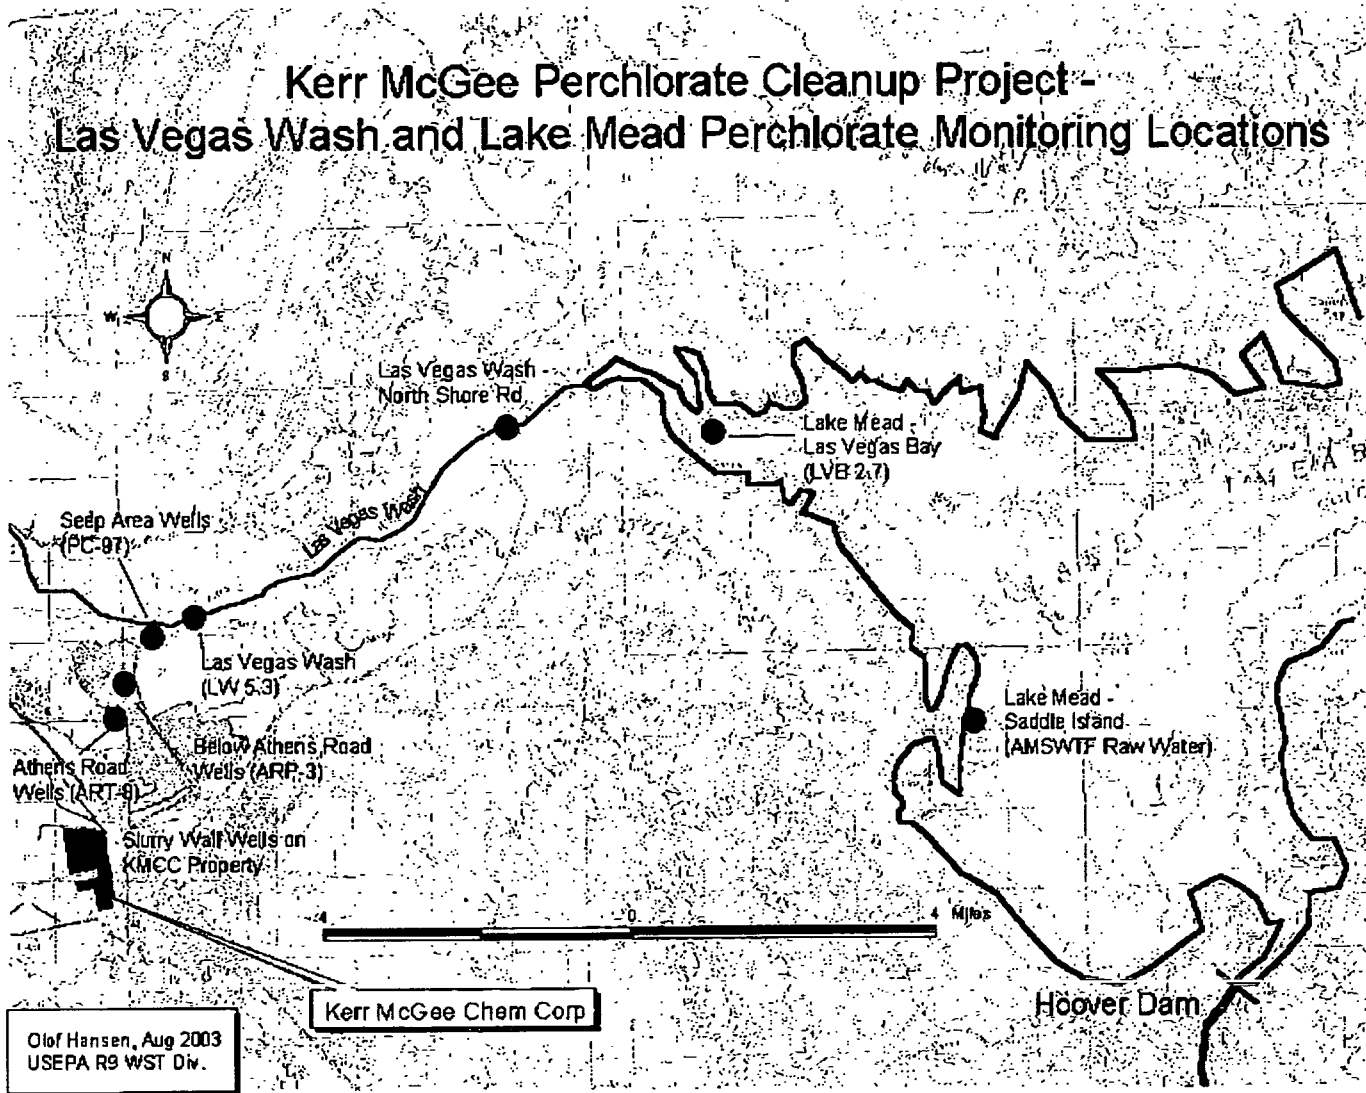 Kerr McGee Perchlorate Cleanup Project -
Las Vegas Wash and Lake Mead Perchlorate Monitoring Locations
N
W
E
S
Las Vegas Wash -
North Shore Rd
Lake Mead -
Las Vegas Bay
(LVB 2.7)
Las Vegas Wash
Seep Area Wells
(PC-97)
Las Vegas Wash
(LW 5.3)
Below Athens Road
Wells (ARP-3)
Athens Road
Wells (ART-8)
Lake Mead -
Saddle Island
(AMSWTF Raw Water)
Slurry Wall Wells on
KMCC Property
4 0 4 Miles
Kerr McGee Chem Corp
Hoover Dam
Olof Hansen, Aug 2003
USEPA R9 WST Div.